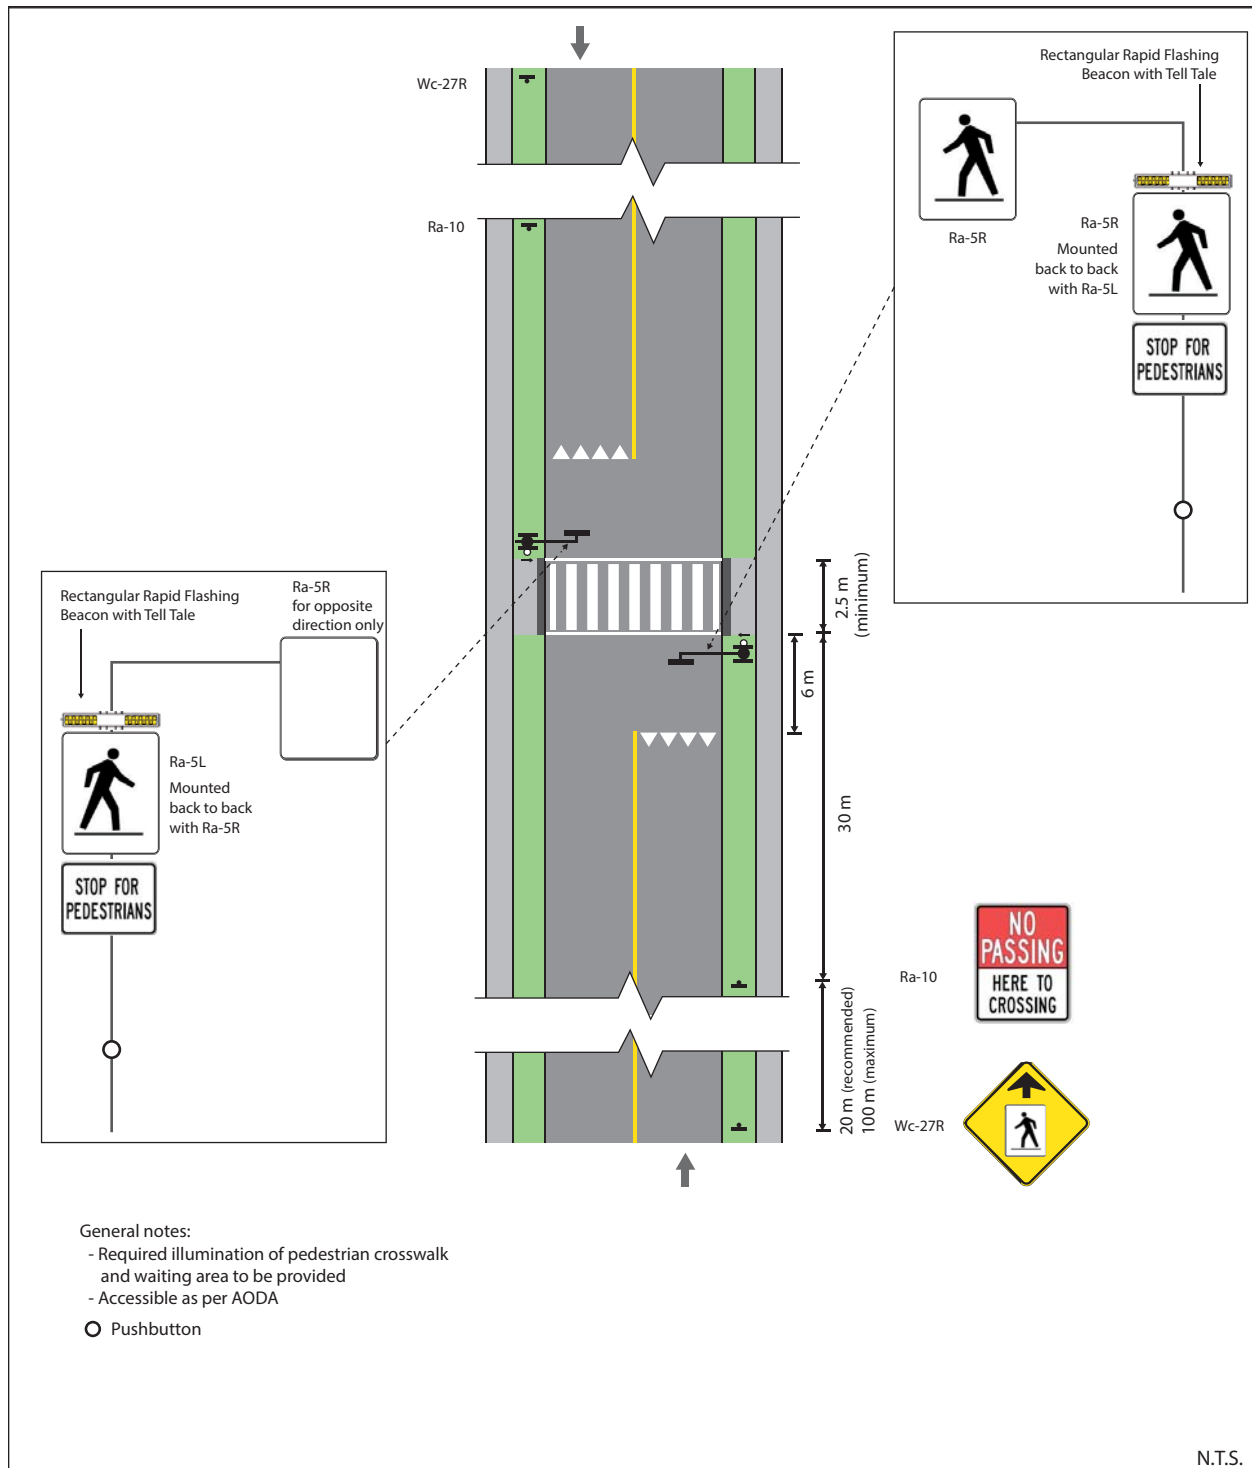 Wc-27R
Ra-10
Rectangular Rapid Flashing
Beacon with Tell Tale
Ra-5R
Ra-5R
Mounted
back to back
with Ra-5L
STOP FOR
PEDESTRIANS
Rectangular Rapid Flashing
Beacon with Tell Tale
Ra-5R
for opposite
direction only
Ra-5L
Mounted
back to back
with Ra-5R
STOP FOR
PEDESTRIANS
2.5 m
(minimum)
6 m
30 m
20 m (recommended)
100 m (maximum)
Ra-10
NO
PASSING
HERE TO
CROSSING
Wc-27R
General notes:
- Required illumination of pedestrian crosswalk
and waiting area to be provided
- Accessible as per AODA
Pushbutton
N.T.S.